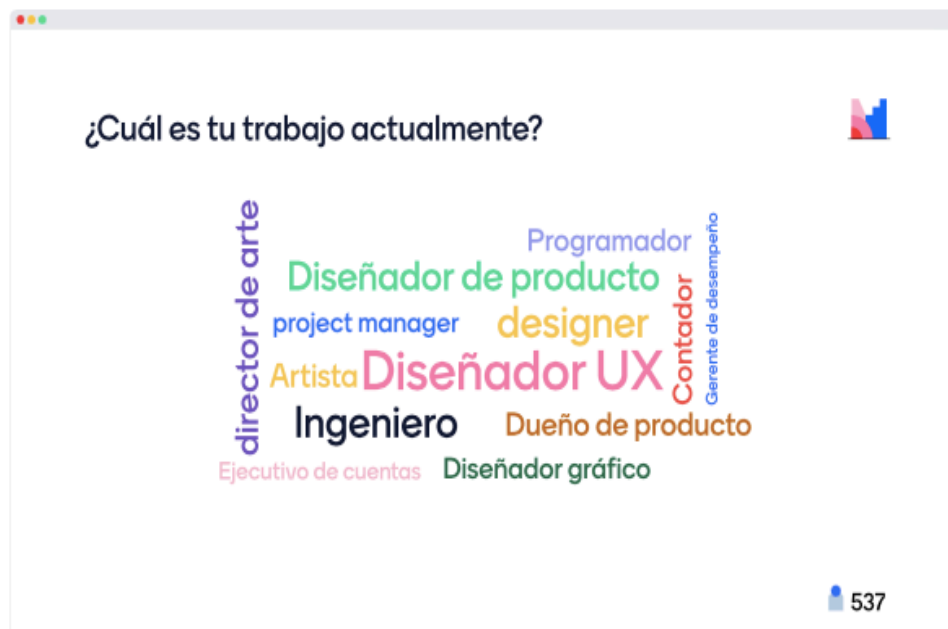 ¿Cuál es tu trabajo actualmente?
director de arte
Programador
Gerente de desempeño
Diseñador de producto
Contador
project manager
designer
Artista
Diseñador UX
Ingeniero
Dueño de producto
Ejecutivo de cuentas
Diseñador gráfico
537